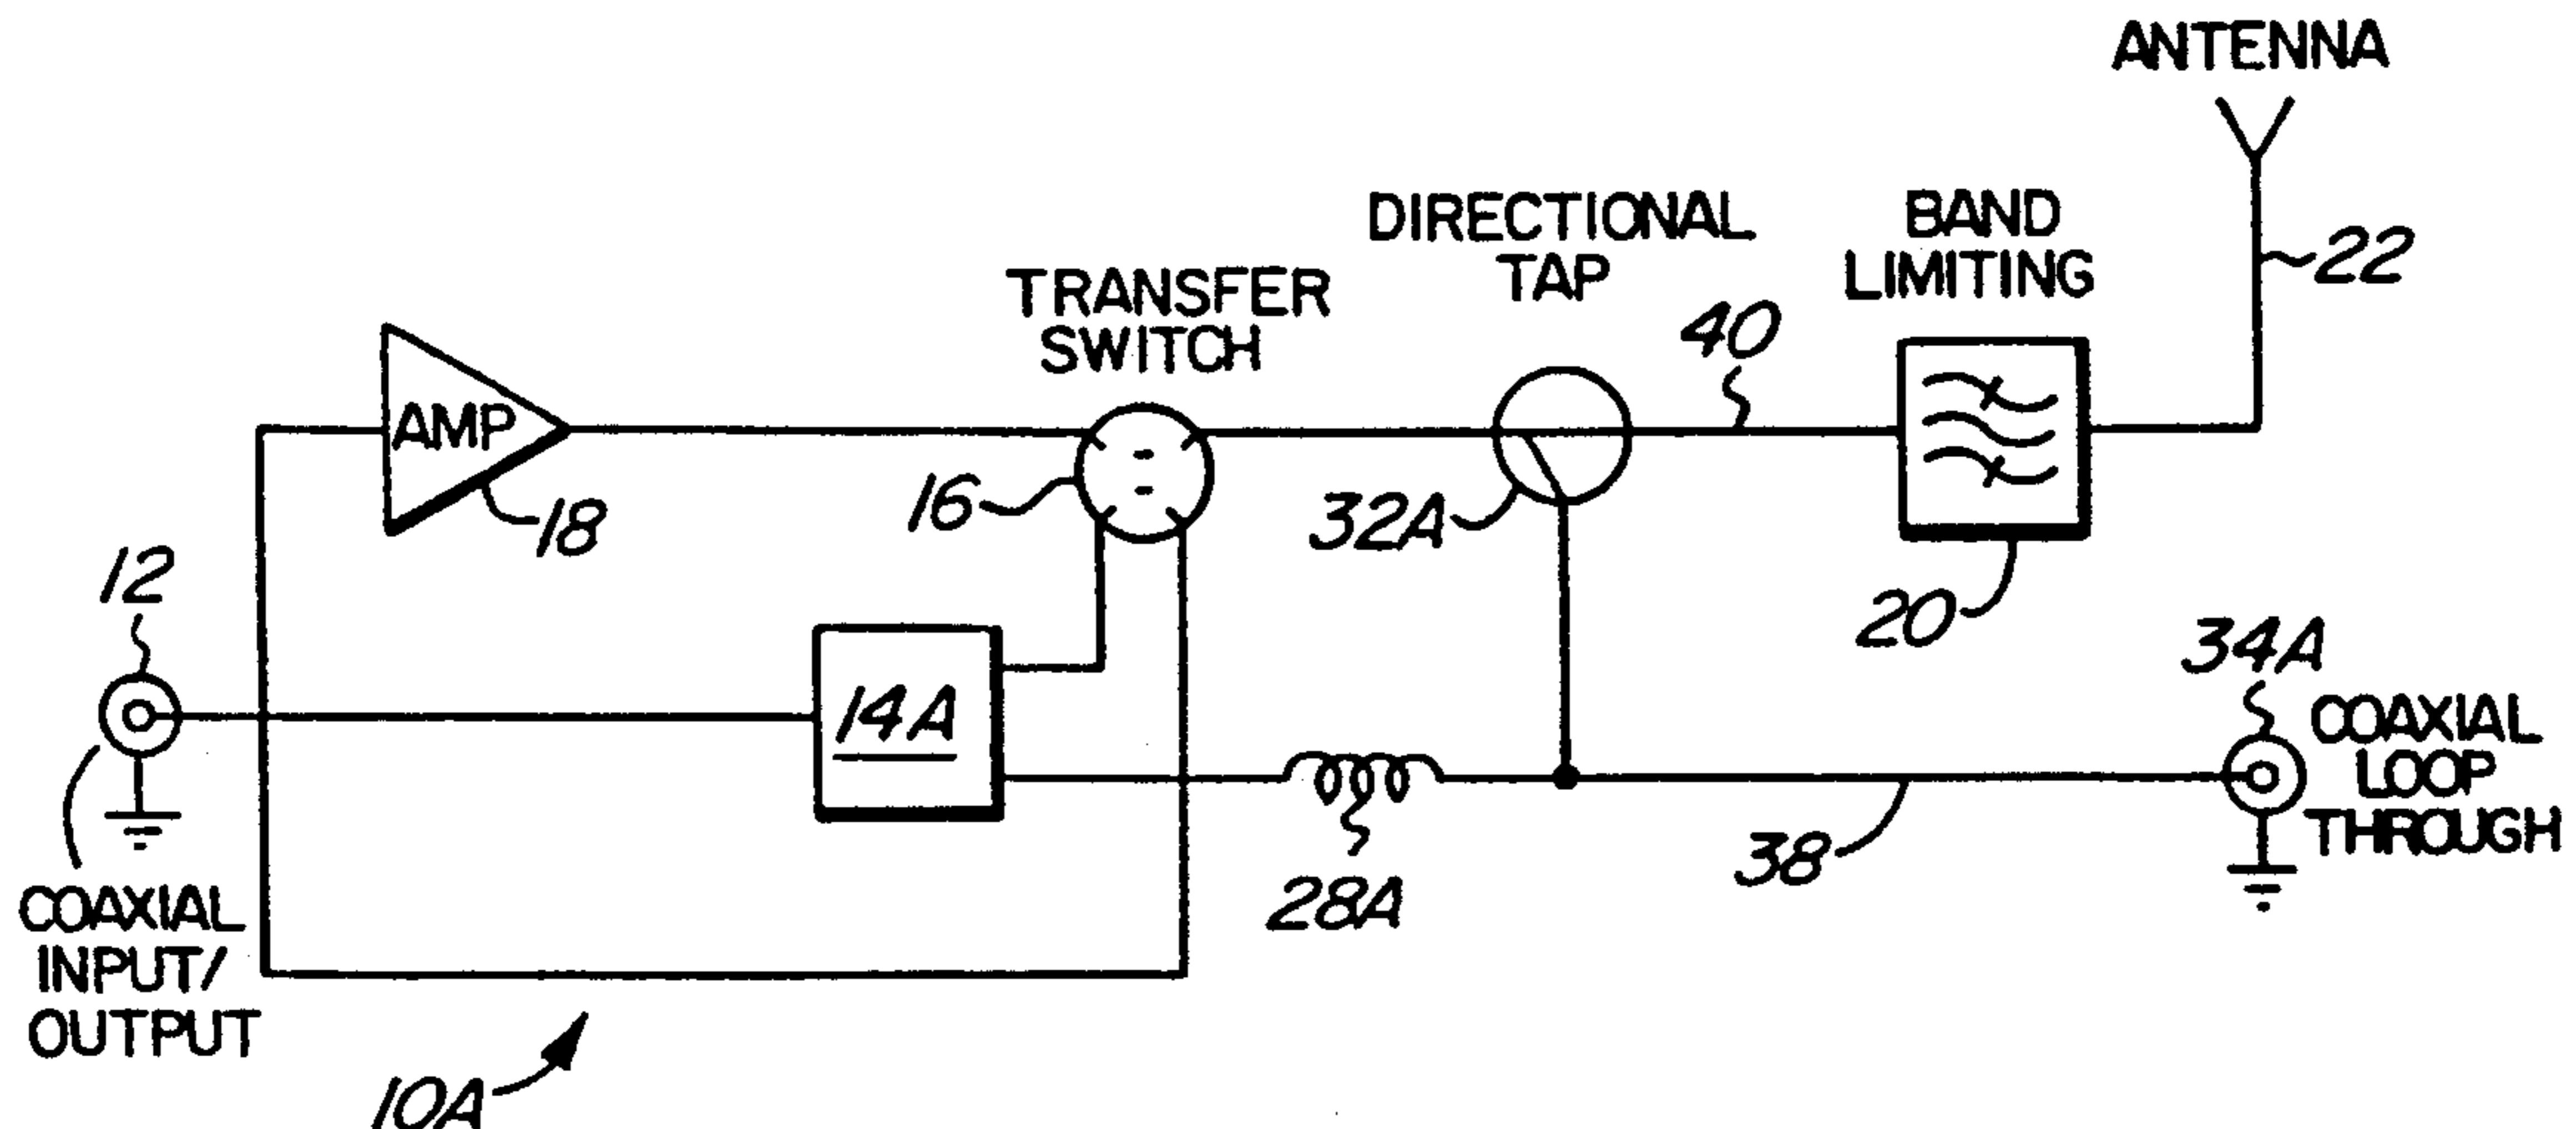 ANTENNA
22
DIRECTIONAL
TAP
BAND
LIMITING
TRANSFER
SWITCH
40
AMP
18
16
32A
20
12
34A
14A
COAXIAL
LOOP
THROUGH
38
28A
COAXIAL
INPUT/
OUTPUT
10A